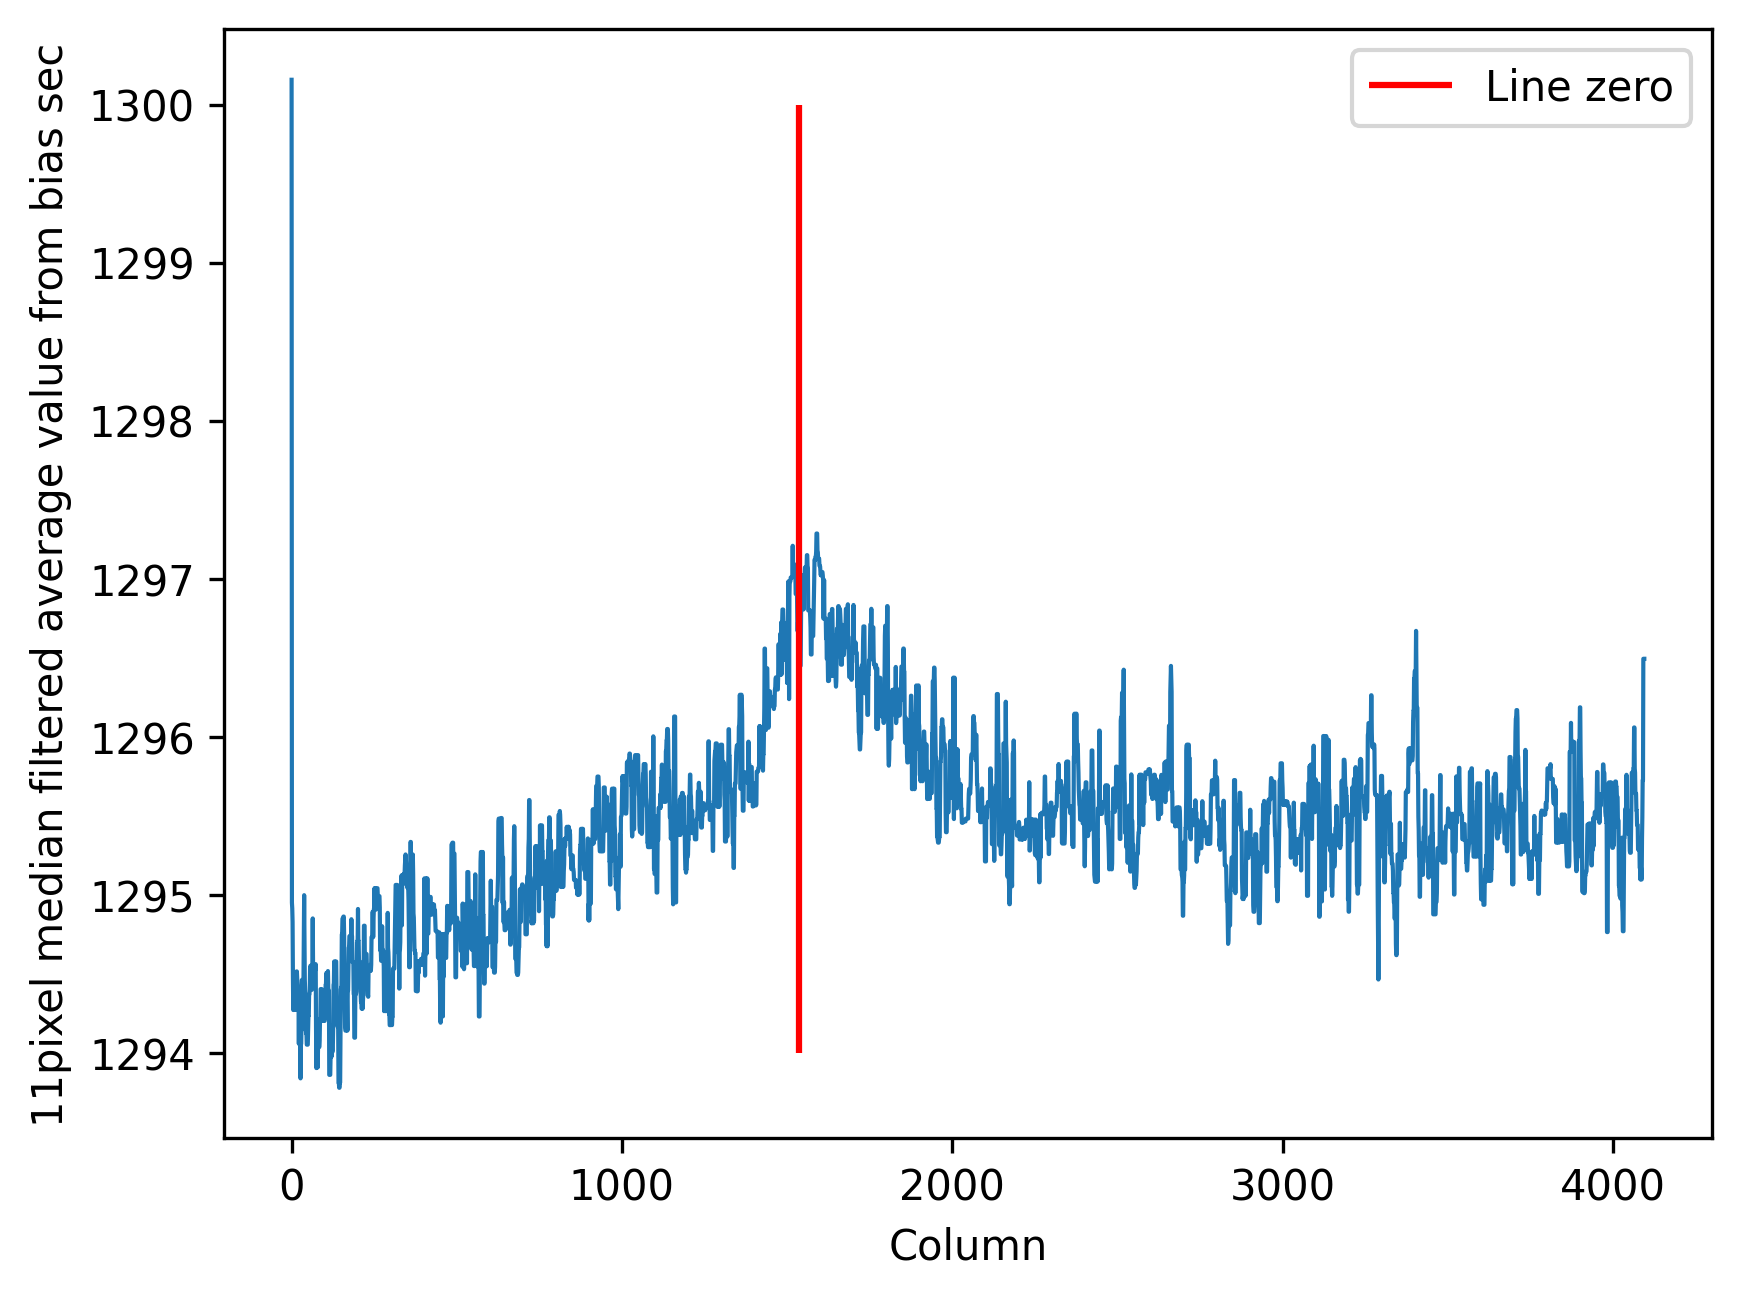 Line zero
11pixel median filtered average value from bias sec
1300
1299
1298
1297
1296
1295
1294
0 1000 2000 3000 4000
Column